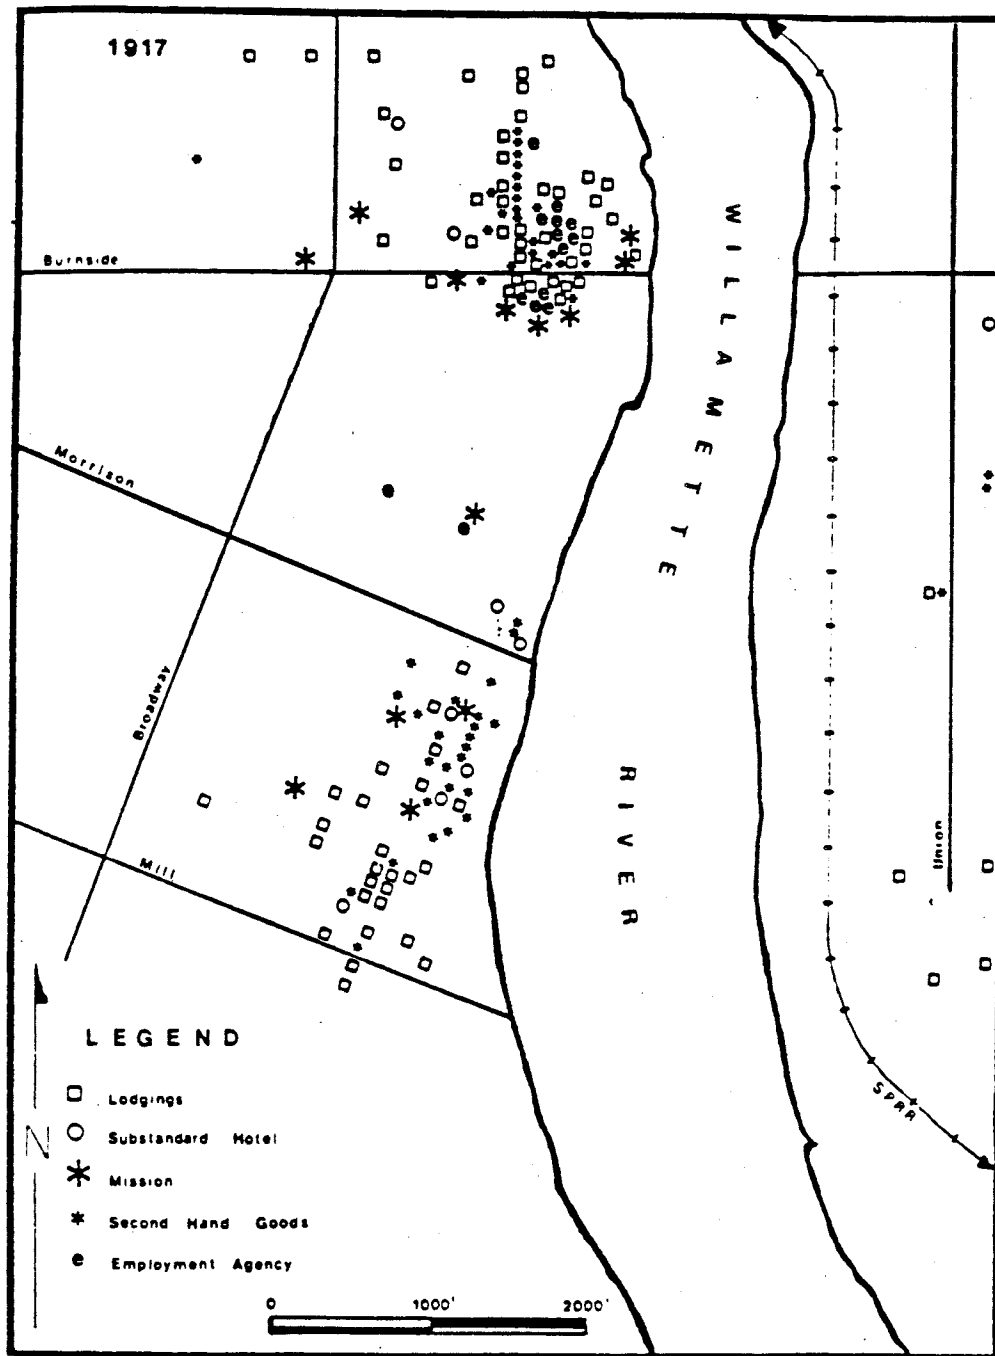 1917
Burnside
Morrison
Broadway
Mill
WILLAMETTE
RIVER
Union
SPRR
LEGEND
N
Lodgings
Substandard Hotel
Mission
Second Hand Goods
e Employment Agency
0 1000' 2000'